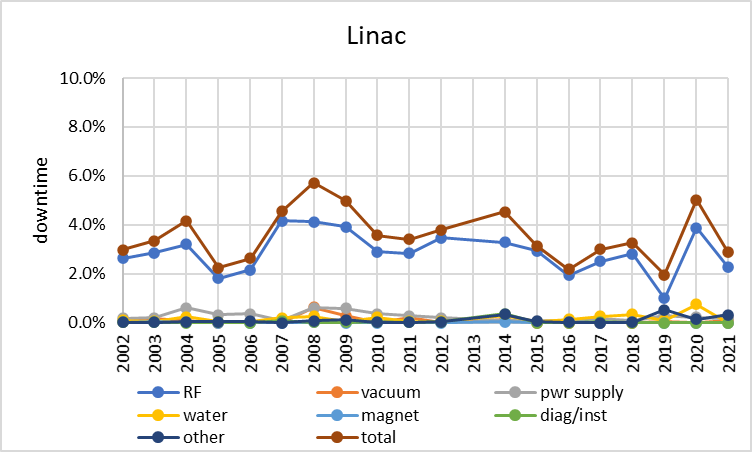 Linac
downtime
10.0%
8.0%
6.0%
4.0%
2.0%
0.0%
2002 2003 2004 2005 2006 2007 2008 2009 2010 2011 2012 2013 2014 2015 2016 2017 2018 2019 2020 2021
RF vacuum pwr supply
water magnet diag/inst
other total